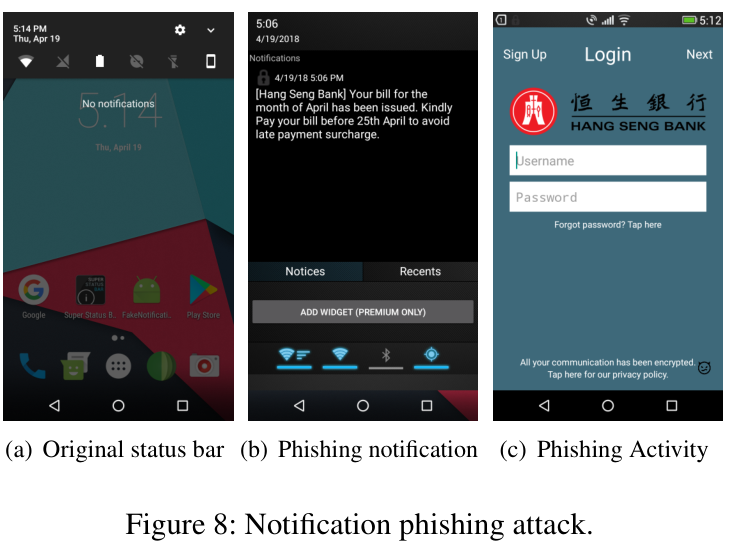 5:14 PM
Thu, Apr 19
No notifications
5:14
Thu, April 19
Google
Super Status B..
FakeNotificati..
Play Store
(a) Original status bar
5:06
4/19/2018
Notifications
4/19/18 5:06 PM
[Hang Seng Bank] Your bill for the
month of April has been issued. Kindly
Pay your bill before 25th April to avoid
late payment surcharge.
Notices
Recents
ADD WIDGET (PREMIUM ONLY)
(b) Phishing notification
1
5:12
Sign Up
Login
Next
恒生銀行
HANG SENG BANK
Username
Password
Forgot password? Tap here
All your communication has been encrypted.
Tap here for our privacy policy.
(c) Phishing Activity
Figure 8: Notification phishing attack.